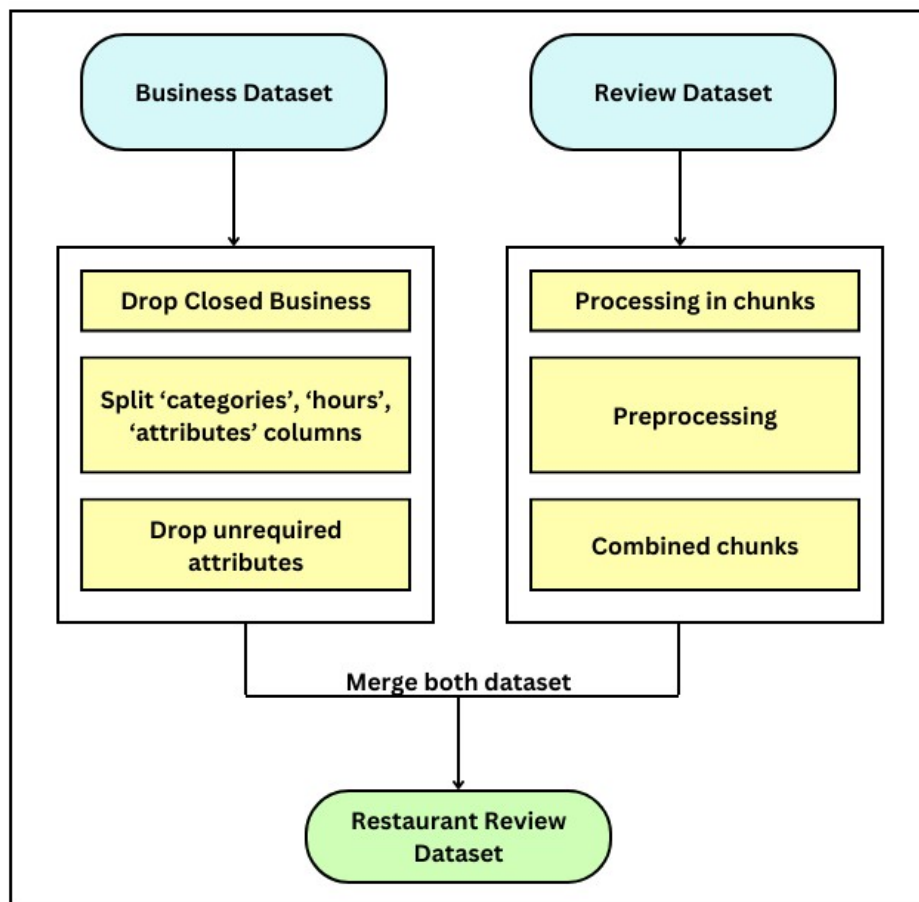 Business Dataset
Review Dataset
Drop Closed Business
Split ‘categories’, ‘hours’,
‘attributes’ columns
Drop unrequired
attributes
Processing in chunks
Preprocessing
Combined chunks
Merge both dataset
Restaurant Review
Dataset